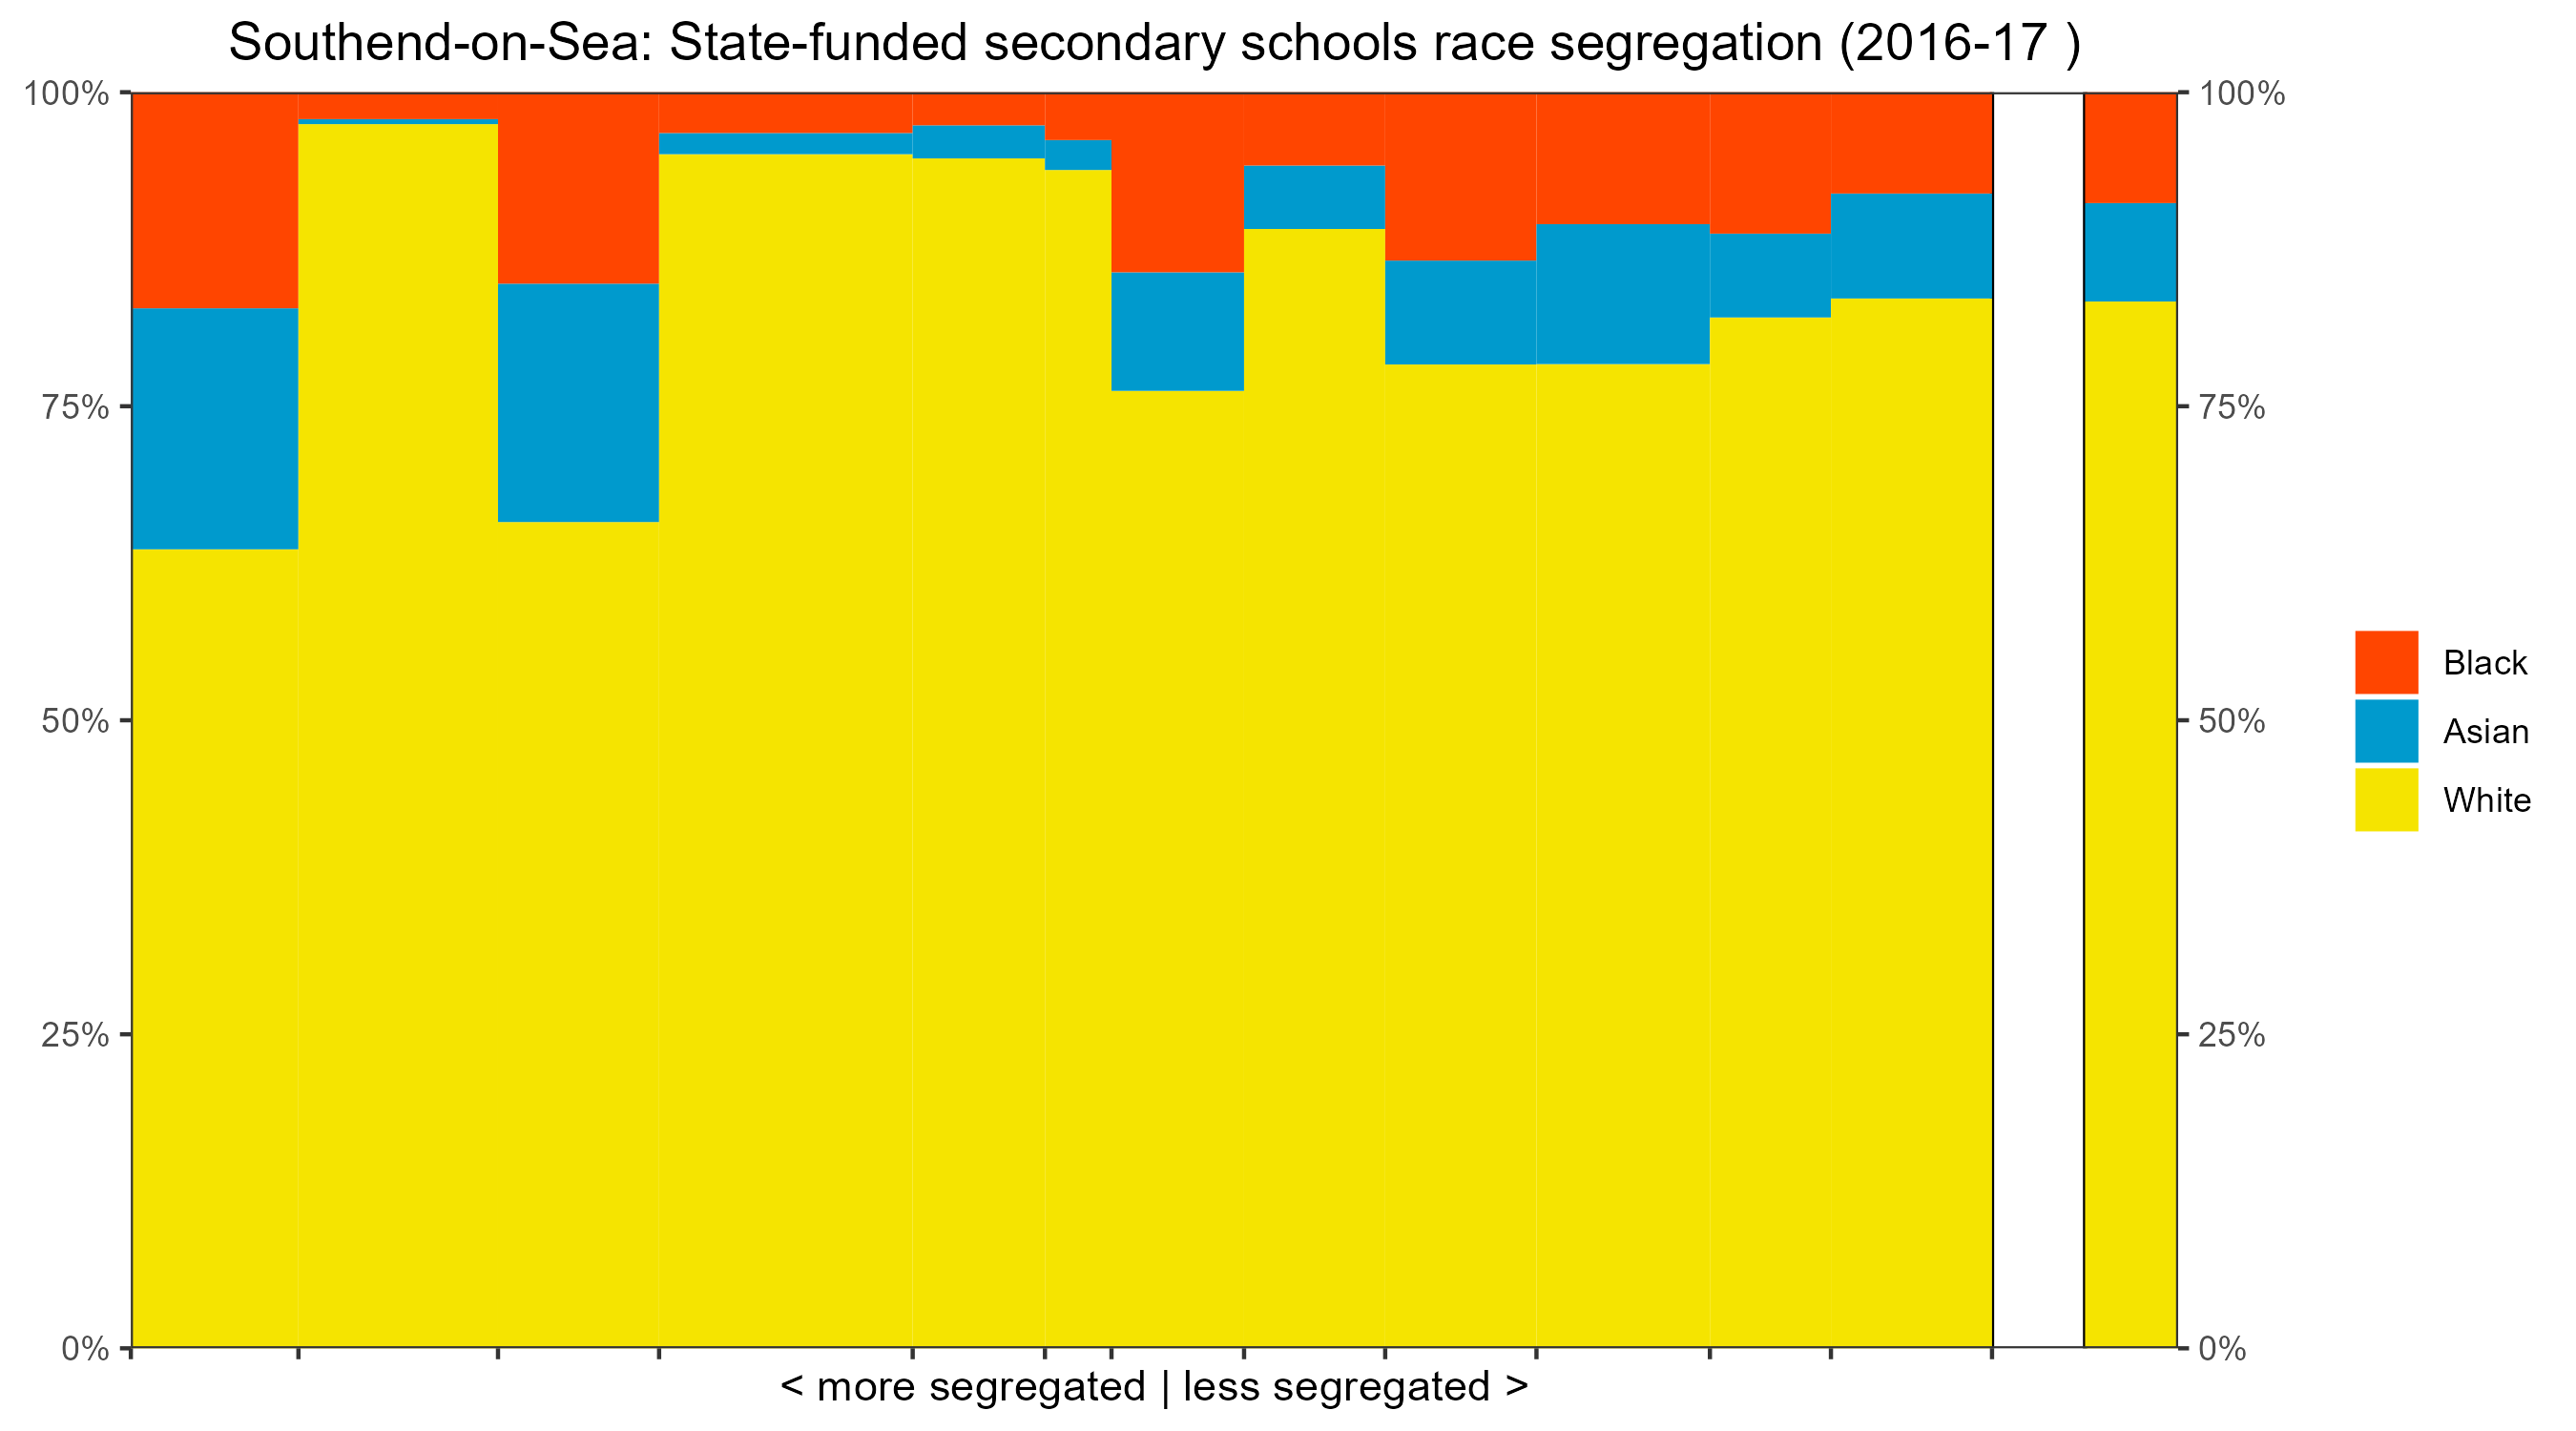 Southend-on-Sea: State-funded secondary schools race segregation (2016-17 )
100%
75%
50%
25%
0%
100%
75%
50%
25%
0%
Black
Asian
White
< more segregated | less segregated >